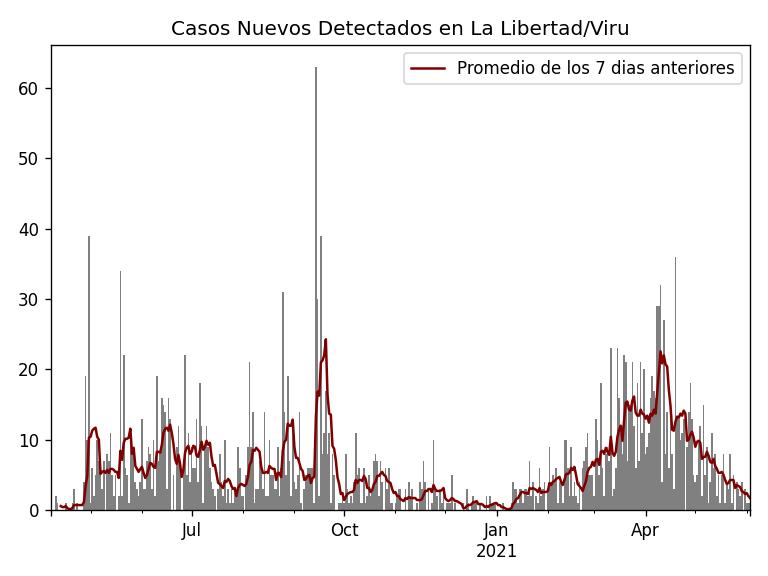 Casos Nuevos Detectados en La Libertad/Viru
Promedio de los 7 dias anteriores
60
50
40
30
20
10
0
Jul
Oct
Jan
2021
Apr